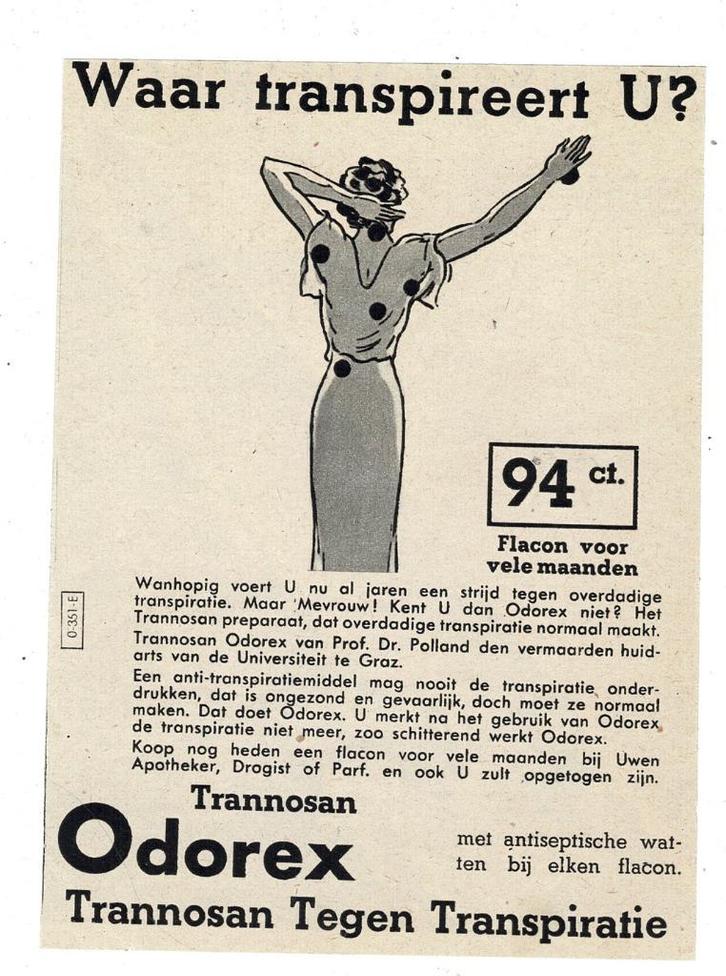 Waar transpireert U?
94 ct.
Flacon voor
vele maanden
0-351-E
Wanhopig voert U nu al jaren een strijd tegen overdadige
transpiratie. Maar Mevrouw! Kent U dan Odorex niet? Het
Trannosan preparaat, dat overdadige transpiratie normaal maakt.
Trannosan Odorex van Prof. Dr. Polland den vermaarden huid-
arts van de Universiteit te Graz.
Een anti-transpiratiemiddel mag nooit de transpiratie onder-
drukken, dat is ongezond en gevaarlijk, doch moet ze normaal
maken. Dat doet Odorex. U merkt na het gebruik van Odorex
de transpiratie niet meer, zoo schitterend werkt Odorex.
Koop nog heden een flacon voor vele maanden bij Uwen
Apotheker, Drogist of Parf. en ook U zult opgetogen zijn.
Trannosan
Odorex
met antiseptische wat-
ten bij elken flacon.
Trannosan Tegen Transpiratie